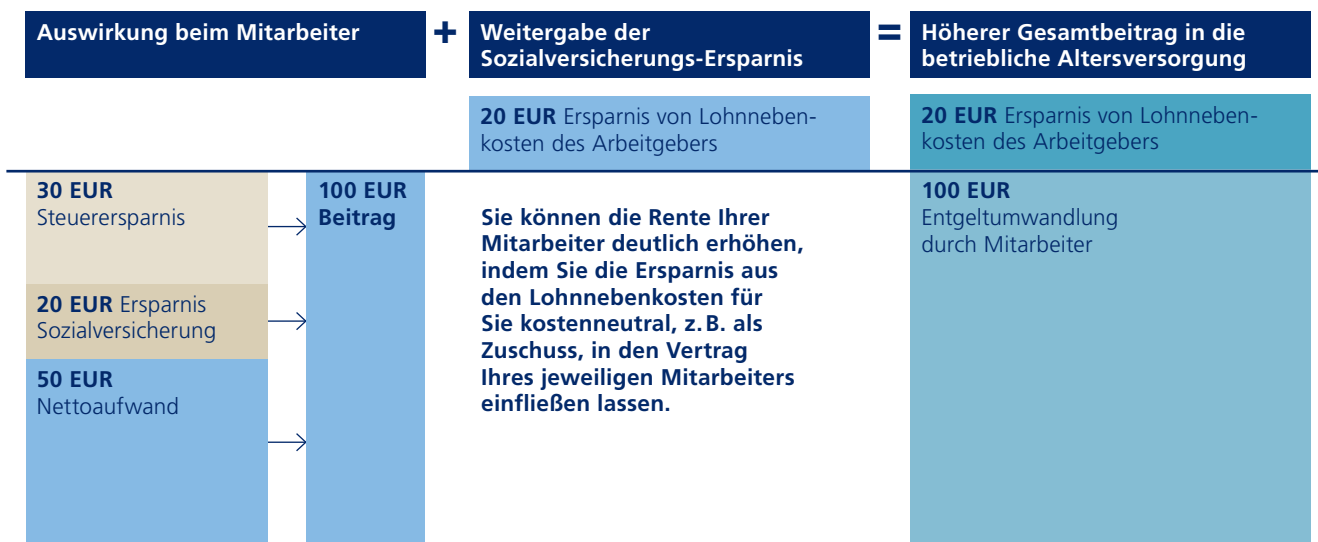 Auswirkung beim Mitarbeiter
+
Weitergabe der
Sozialversicherungs-Ersparnis
=
Höherer Gesamtbeitrag in die
betriebliche Altersversorgung
20 EUR Ersparnis von Lohnneben-
kosten des Arbeitgebers
20 EUR Ersparnis von Lohnneben-
kosten des Arbeitgebers
30 EUR
Steuerersparnis
20 EUR Ersparnis
Sozialversicherung
50 EUR
Nettoaufwand
100 EUR
Beitrag
Sie können die Rente Ihrer
Mitarbeiter deutlich erhöhen,
indem Sie die Ersparnis aus
den Lohnnebenkosten für
Sie kostenneutral, z. B. als
Zuschuss, in den Vertrag
Ihres jeweiligen Mitarbeiters
einfließen lassen.
100 EUR
Entgeltumwandlung
durch Mitarbeiter